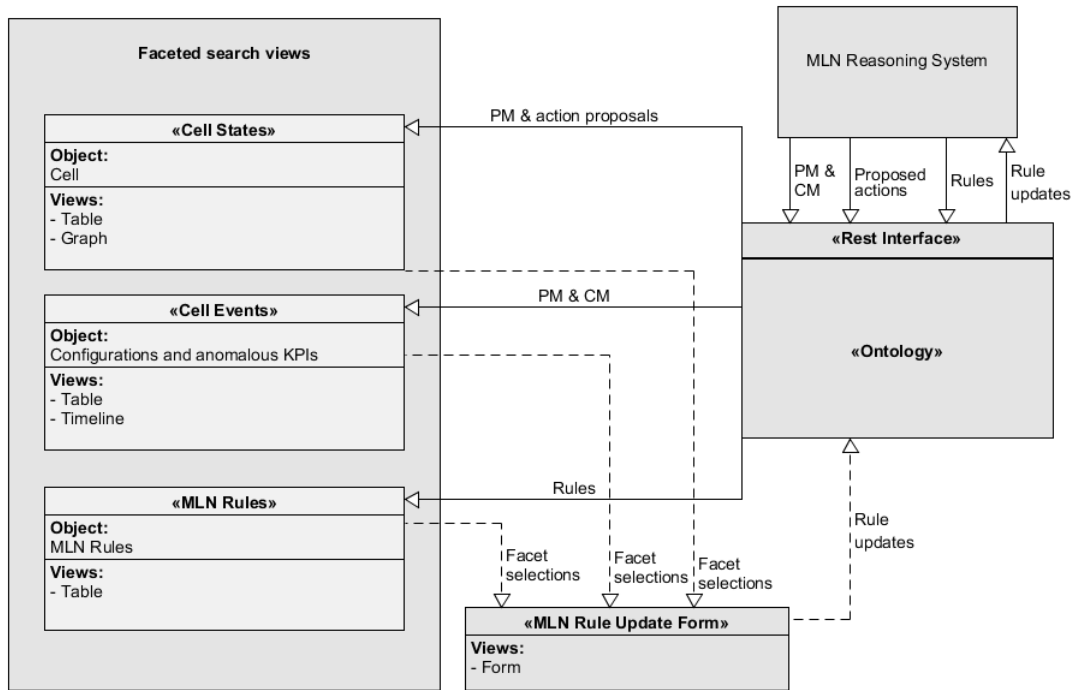 Faceted search views
«Cell States»
Object:
Cell
Views:
- Table
- Graph
«Cell Events»
Object:
Configurations and anomalous KPIs
Views:
- Table
- Timeline
«MLN Rules»
Object:
MLN Rules
Views:
- Table
PM & action proposals
PM & CM
Rules
MLN Reasoning System
PM &
CM
Proposed
actions
Rules
Rule
updates
«Rest Interface»
«Ontology»
Facet
selections
Facet
selections
Facet
selections
Rule
updates
«MLN Rule Update Form»
Views:
- Form